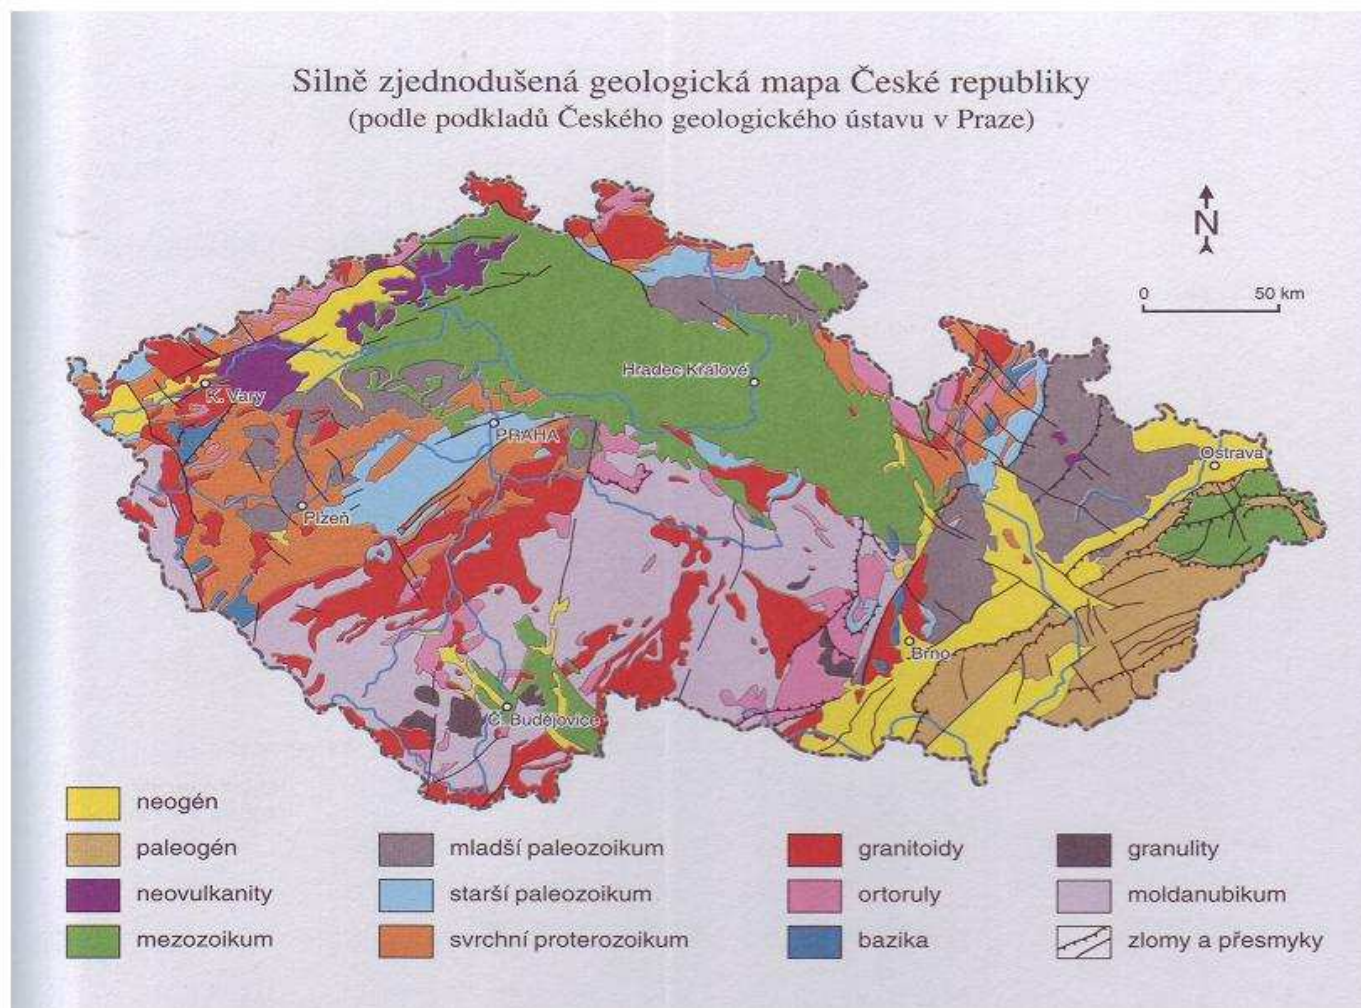 Silně zjednodušená geologická mapa České republiky
(podle podkladů Českého geologického ústavu v Praze)
N
0 50 km
Hradec Králové
K. Vary
PRAHA
Ostrava
Plzeň
Brno
Č. Budějovice
neogén
paleogén
neovulkanity
mezozoikum
mladší paleozoikum
starší paleozoikum
svrchní proterozoikum
granitoidy
ortoruly
bazika
granulity
moldanubikum
zlomy a přesmyky